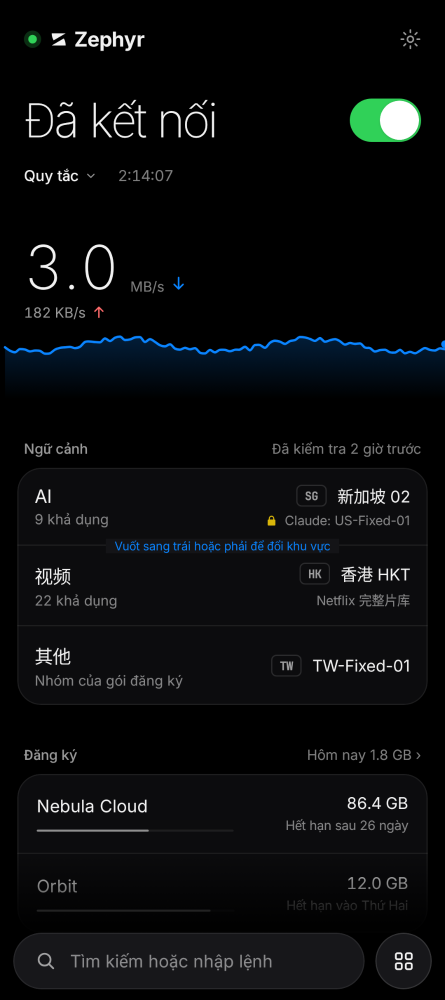 Zephyr
Đã kết nối
Quy tắc 2:14:07
3.0 MB/s ↓
182 KB/s ↑
Ngữ cảnh Đã kiểm tra 2 giờ trước
AI SG 新加坡 02
9 khả dụng Claude: US-Fixed-01
Vuốt sang trái hoặc phải để đổi khu vực
视频 HK 香港 HKT
22 khả dụng Netflix 完整片库
其他 TW TW-Fixed-01
Nhóm của gói đăng ký
Đăng ký Hôm nay 1.8 GB ›
Nebula Cloud 86.4 GB
Hết hạn sau 26 ngày
Orbit 12.0 GB
Hết hạn vào Thứ Hai
Tìm kiếm hoặc nhập lệnh